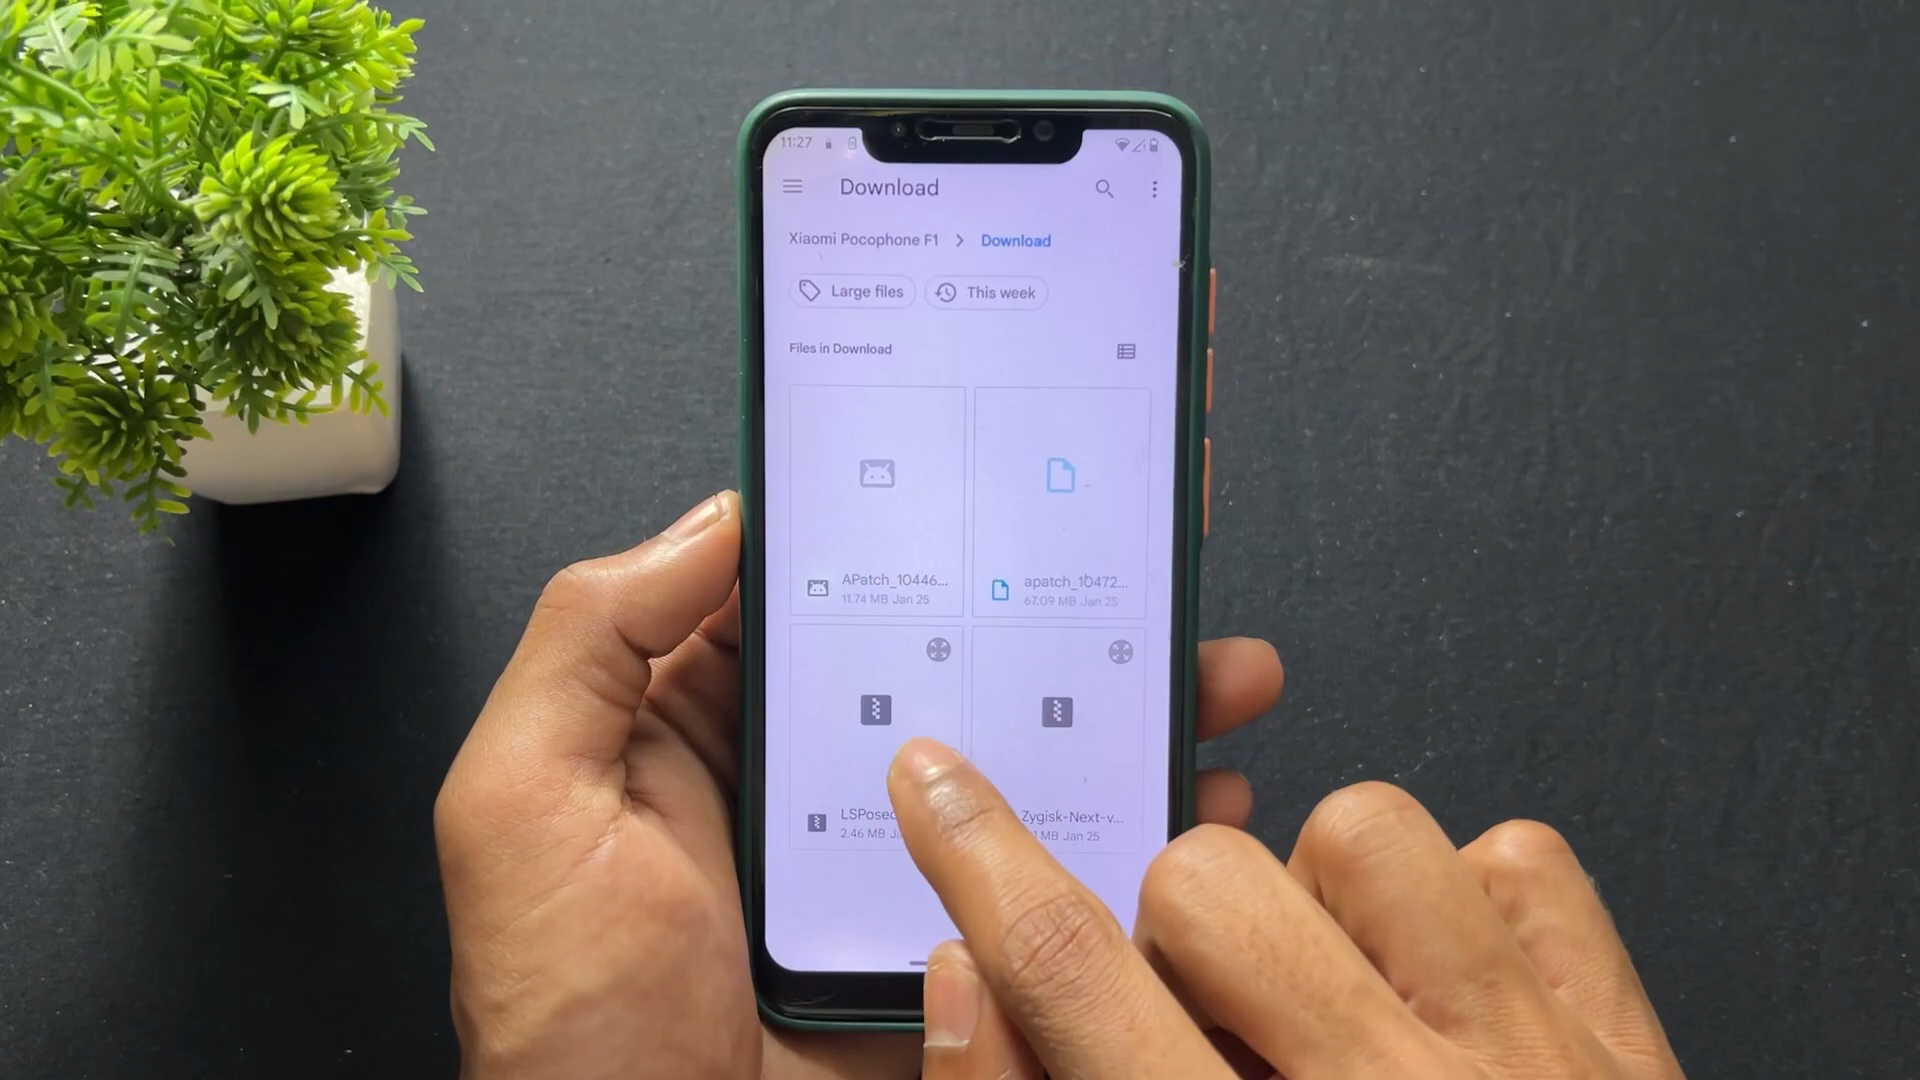 11:27
Download
Xiaomi Pocophone F1 > Download
Large files This week
Files in Download
APatch_10446...
11.74 MB Jan 25
apatch_10472...
67.09 MB Jan 25
LSPosed
2.46 MB
Zygisk-Next-v...
MB Jan 25